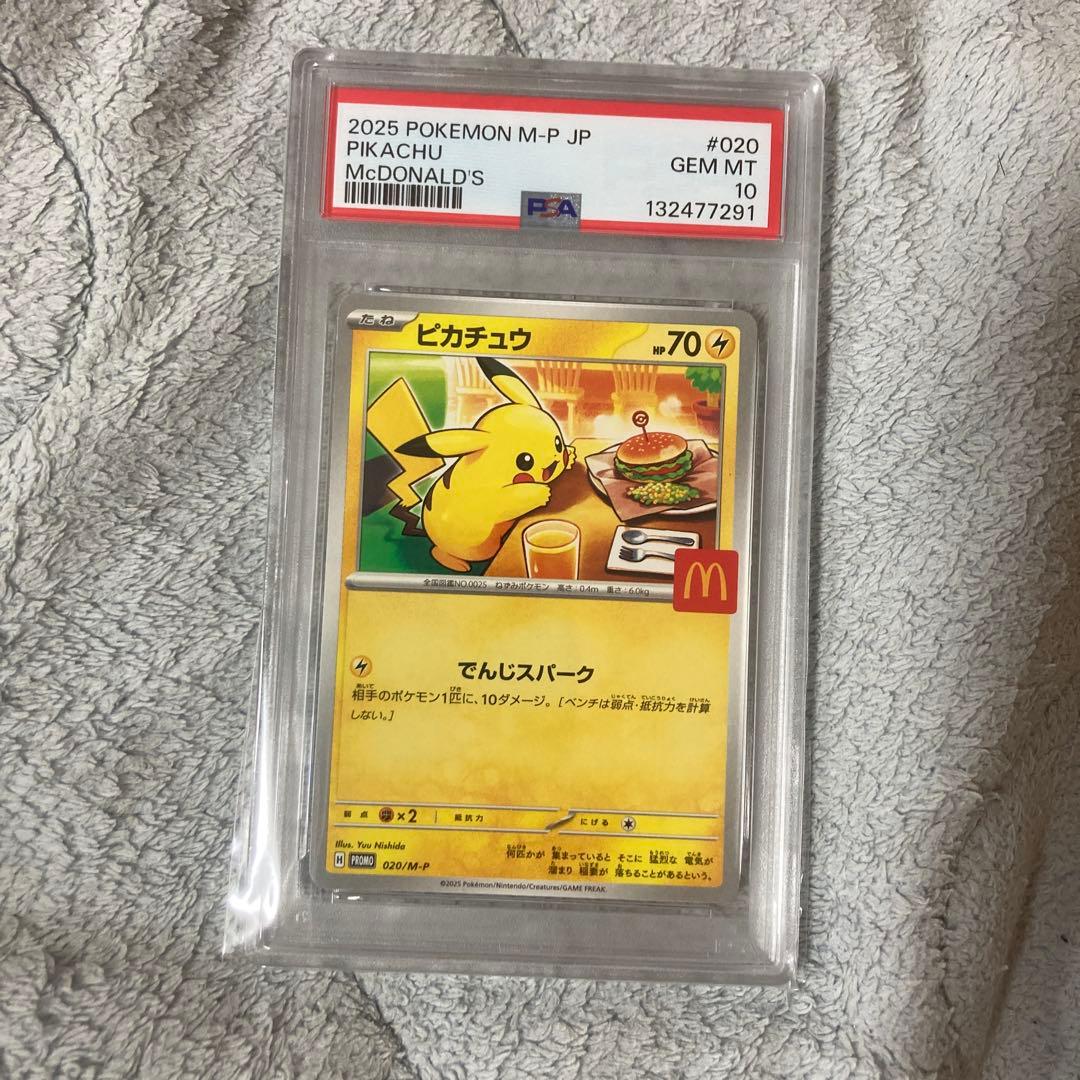 2025 POKEMON M-P JP
#020
PIKACHU
GEM MT
McDONALD'S
10
PSA
132477291
たね
ピカチュウ
HP70
全国図鑑NO.0025 ねずみポケモン 高さ:0.4m 重さ:6.0kg
でんじスパーク
相手のポケモン1匹に、10ダメージ。[ベンチは弱点・抵抗力を計算
しない。]
弱点 ×2 抵抗力 にげる
Illus. Yuu Nishida
H PROMO 020/M-P
何匹かが 集まっていると そこに 猛烈な 電気が
溜まり 稲妻が 落ちることがあるという。
©2025 Pokémon/Nintendo/Creatures/GAME FREAK.